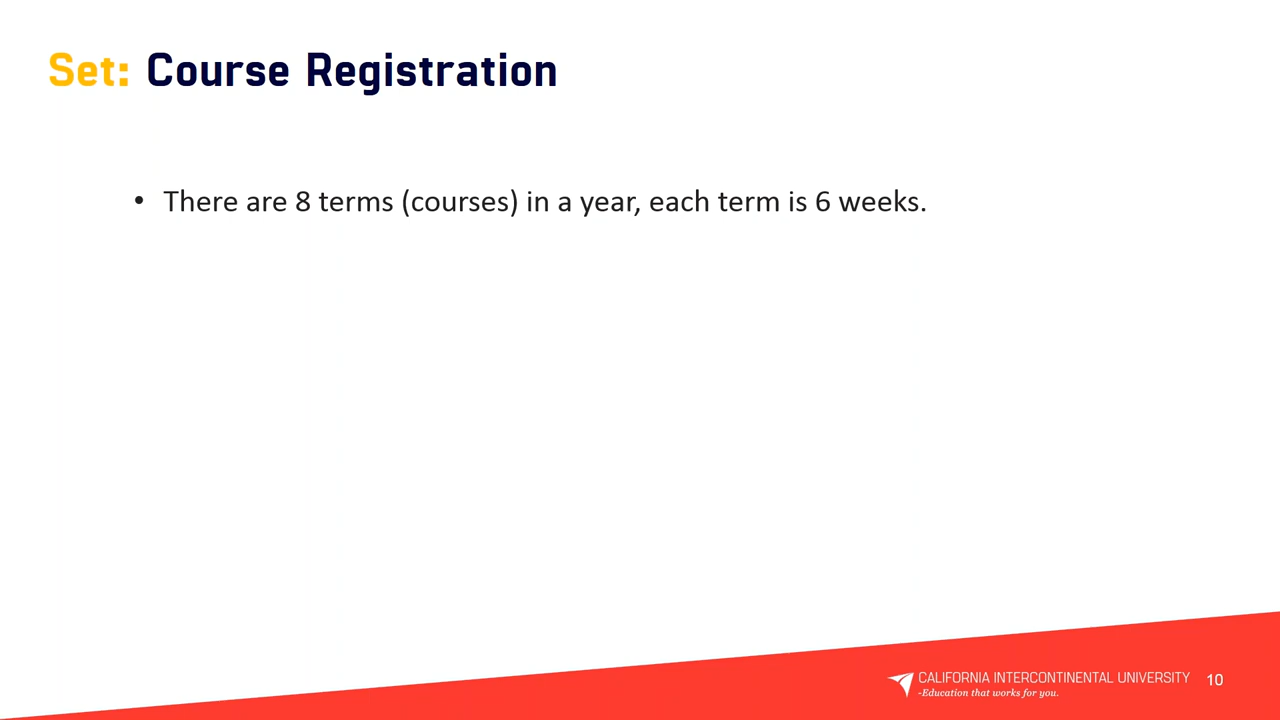 Set: Course Registration
• There are 8 terms (courses) in a year, each term is 6 weeks.
CALIFORNIA INTERCONTINENTAL UNIVERSITY
-Education that works for you.
10